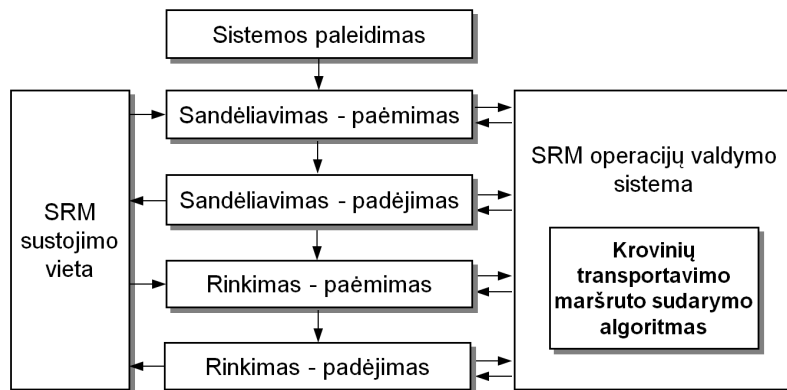 Sistemos paleidimas
Sandėliavimas - paėmimas
Sandėliavimas - padėjimas
Rinkimas - paėmimas
Rinkimas - padėjimas
SRM
sustojimo
vieta
SRM operacijų valdymo
sistema
Krovinių
transportavimo
maršruto sudarymo
algoritmas